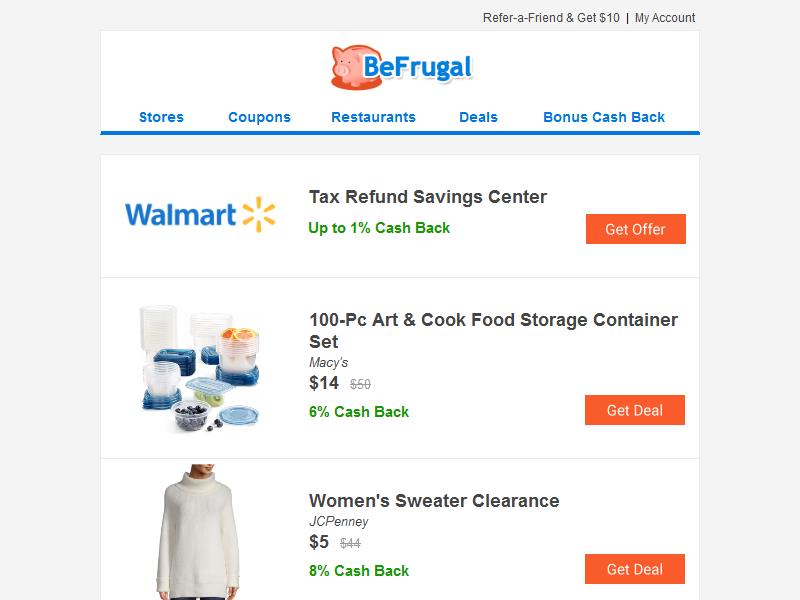 Refer-a-Friend & Get $10 | My Account
BeFrugal
Stores Coupons Restaurants Deals Bonus Cash Back
Walmart
Tax Refund Savings Center
Up to 1% Cash Back
Get Offer
100-Pc Art & Cook Food Storage Container
Set
Macy's
$14 $50
6% Cash Back
Get Deal
Women's Sweater Clearance
JCPenney
$5 $44
8% Cash Back
Get Deal